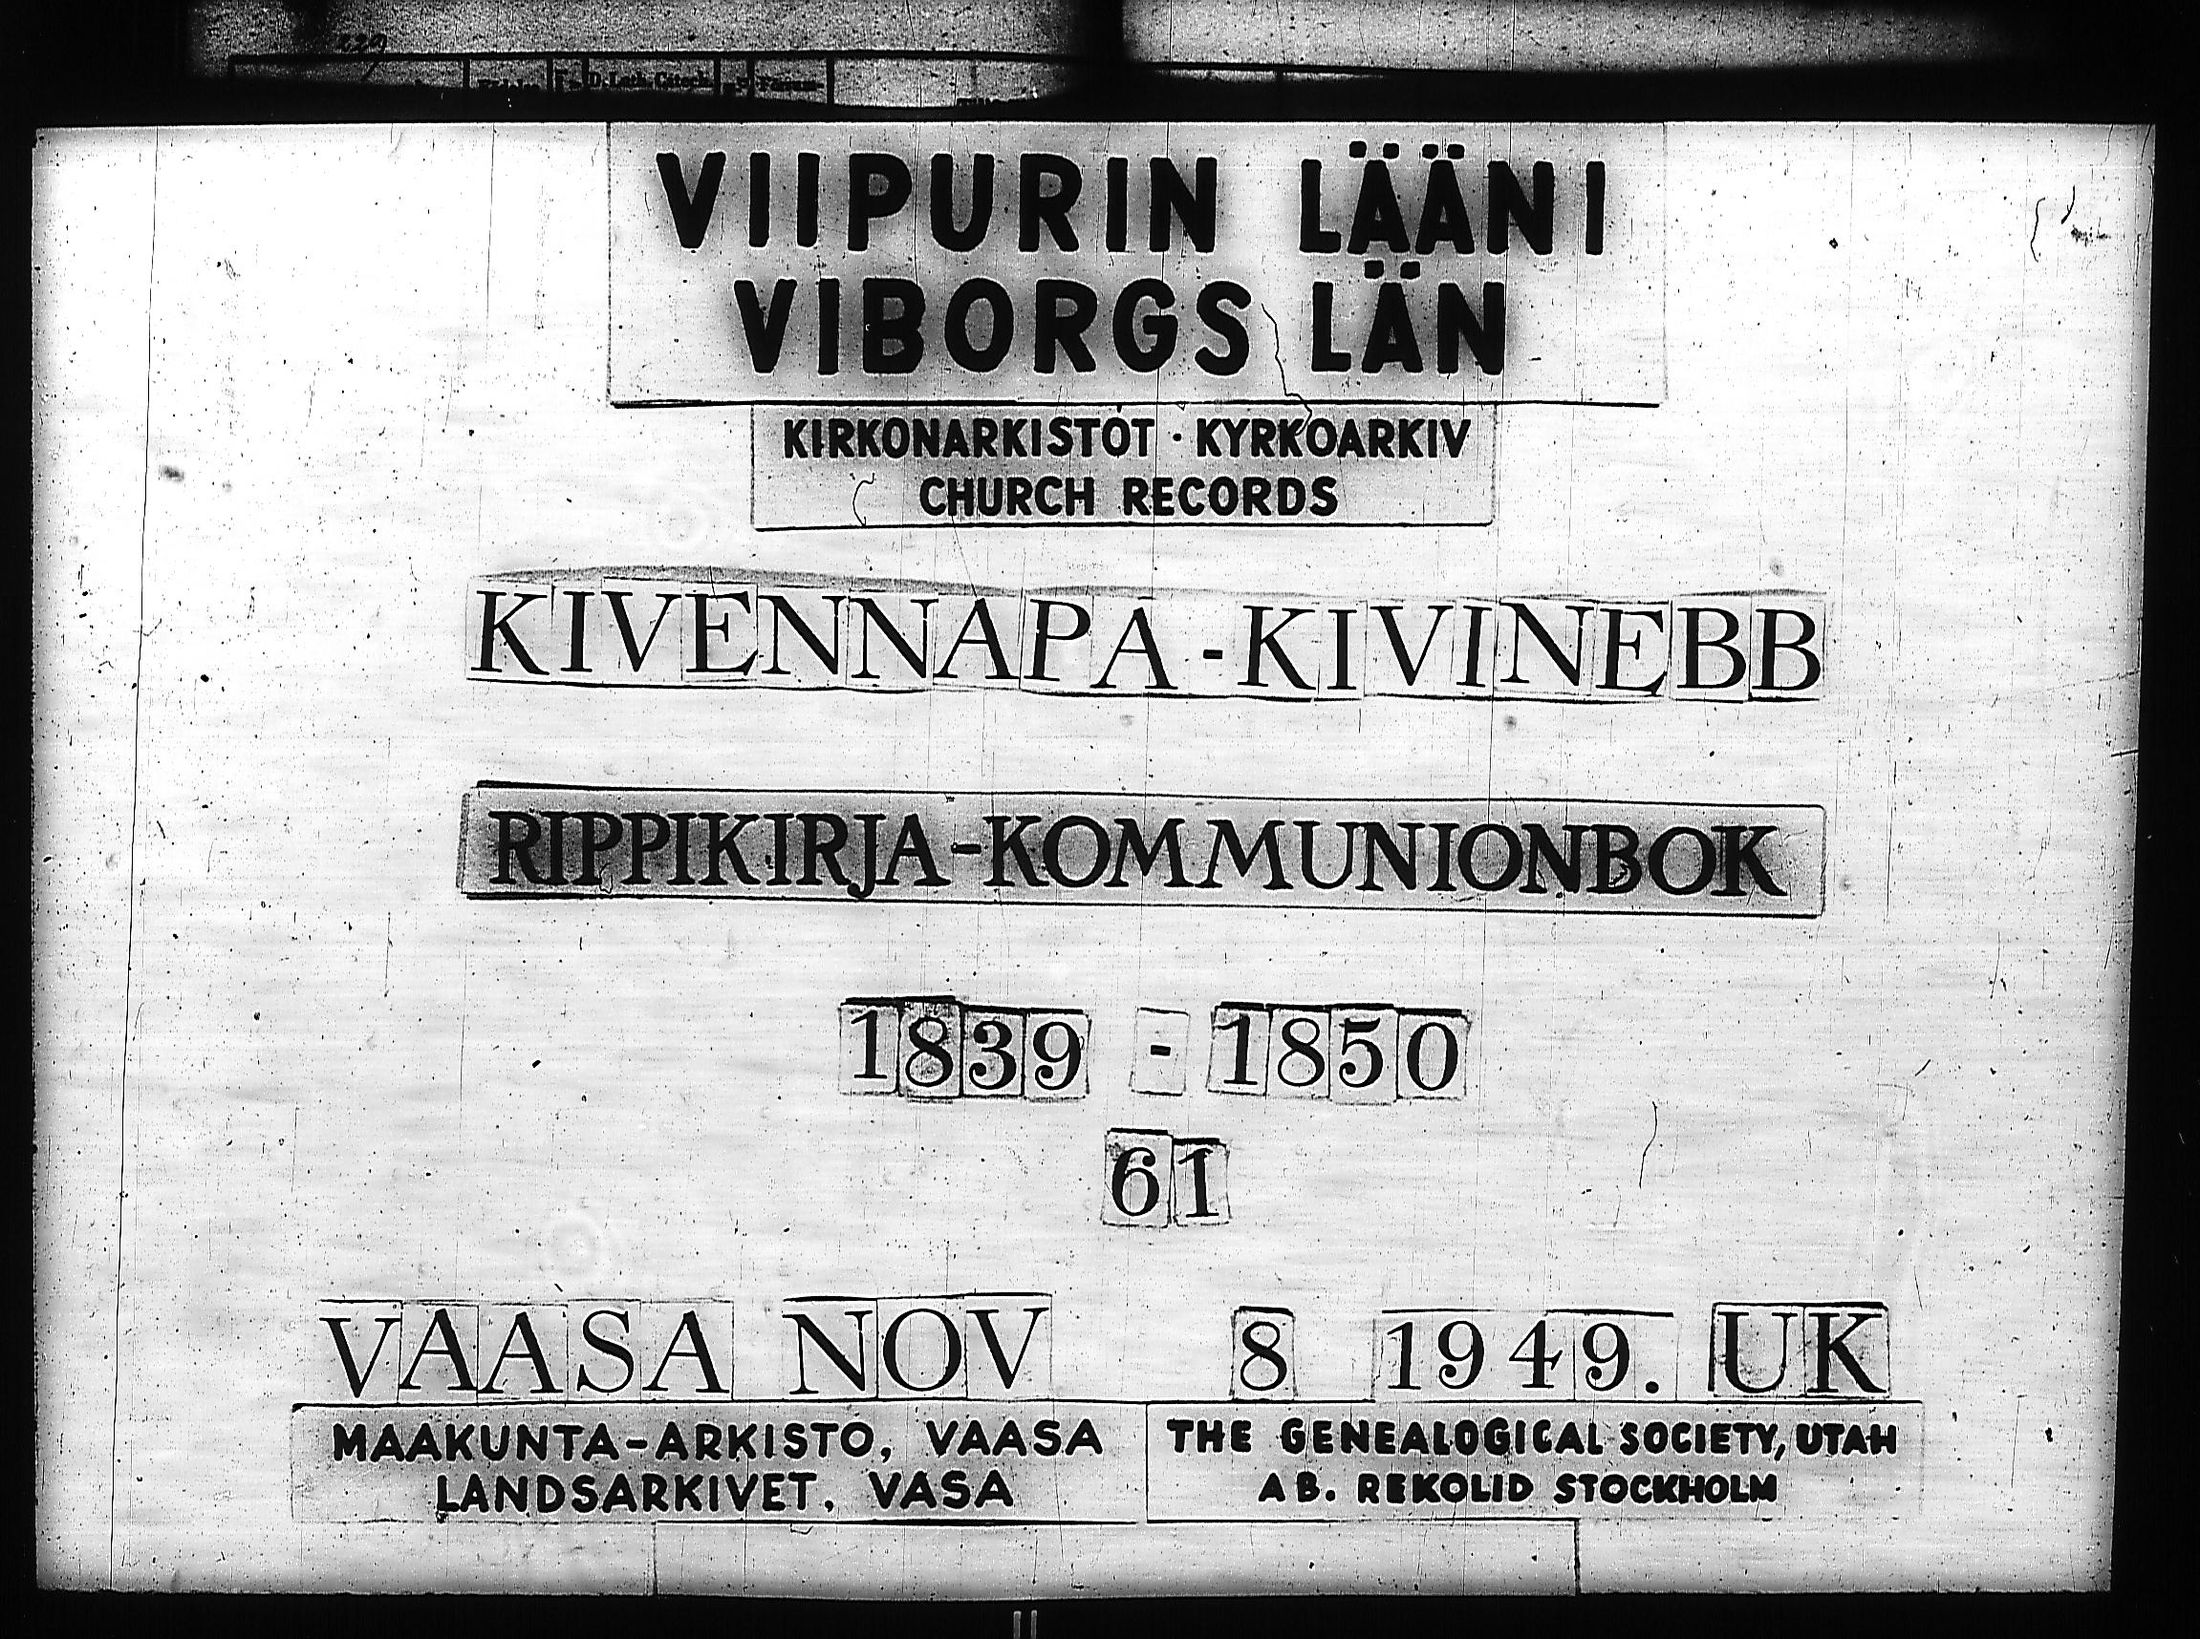 229
VIIPURIN LÄÄNI
VIBORGS LÄN
KIRKONARKISTOT · KYRKOARKIV
CHURCH RECORDS
KIVENNAPA-KIVINEBB
RIPPIKIRJA-KOMMUNIONBOK
1839 - 1850
61
VAASA NOV 8 1949. UK
MAAKUNTA-ARKISTO, VAASA
LANDSARKIVET, VASA
THE GENEALOGICAL SOCIETY, UTAH
AB. REKOLID STOCKHOLM